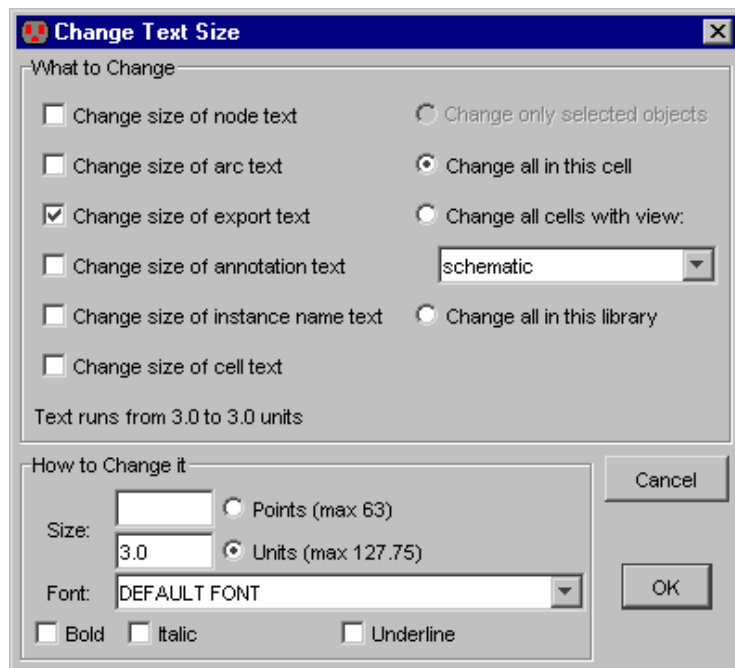 Change Text Size
What to Change
Change size of node text
Change only selected objects
Change size of arc text
Change all in this cell
Change size of export text
Change all cells with view:
Change size of annotation text
schematic
Change size of instance name text
Change all in this library
Change size of cell text
Text runs from 3.0 to 3.0 units
How to Change it
Cancel
Size:
Points (max 63)
3.0
Units (max 127.75)
Font:
DEFAULT FONT
OK
Bold
Italic
Underline